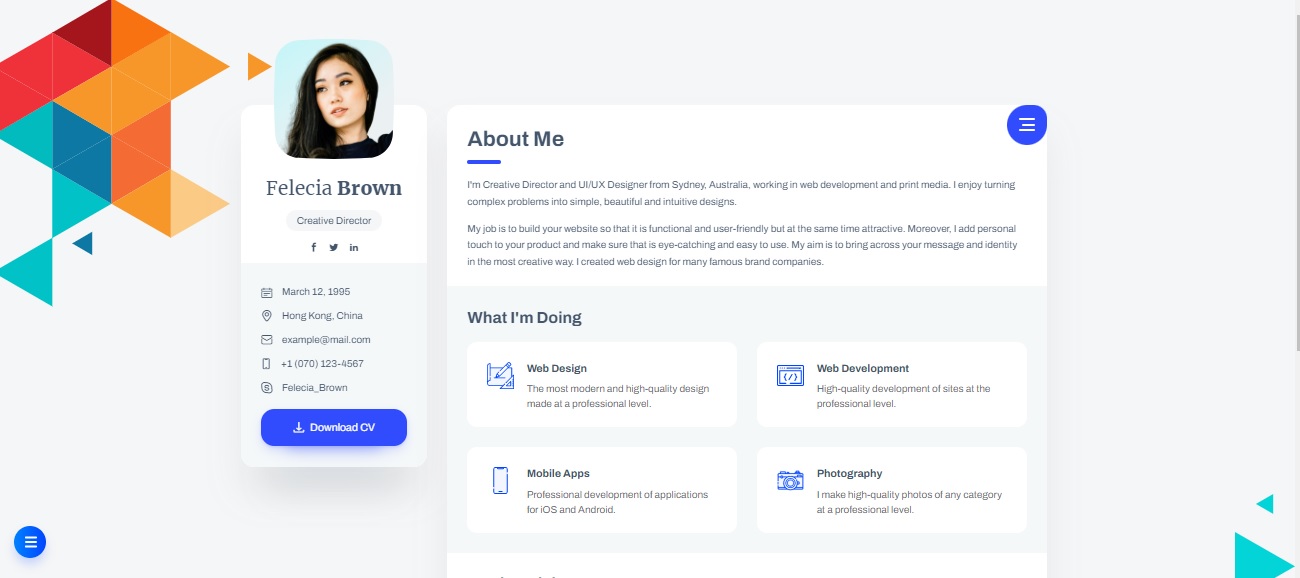 Felecia Brown
Creative Director
March 12, 1995
Hong Kong, China
example@mail.com
+1 (070) 123-4567
Felecia_Brown
Download CV
About Me
I'm Creative Director and UI/UX Designer from Sydney, Australia, working in web development and print media. I enjoy turning
complex problems into simple, beautiful and intuitive designs.
My job is to build your website so that it is functional and user-friendly but at the same time attractive. Moreover, I add personal
touch to your product and make sure that is eye-catching and easy to use. My aim is to bring across your message and identity
in the most creative way. I created web design for many famous brand companies.
What I'm Doing
Web Design
The most modern and high-quality design
made at a professional level.
Web Development
High-quality development of sites at the
professional level.
Mobile Apps
Professional development of applications
for iOS and Android.
Photography
I make high-quality photos of any category
at a professional level.